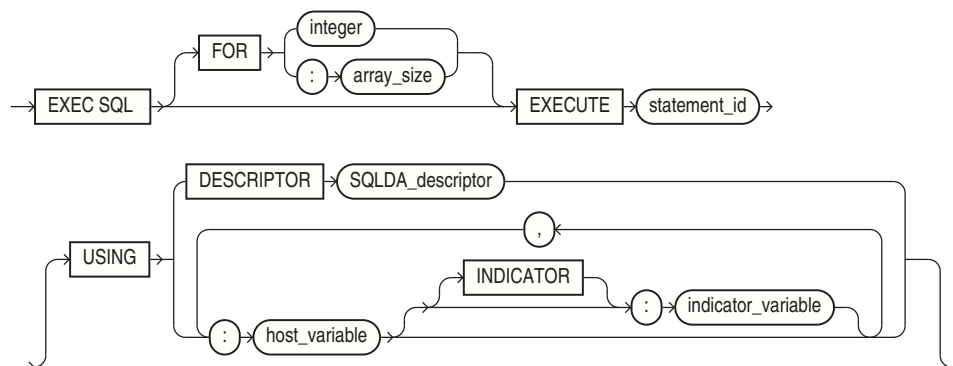 integer
FOR
: array_size
EXEC SQL EXECUTE statement_id
DESCRIPTOR SQLDA_descriptor
,
USING
INDICATOR
: host_variable : indicator_variable